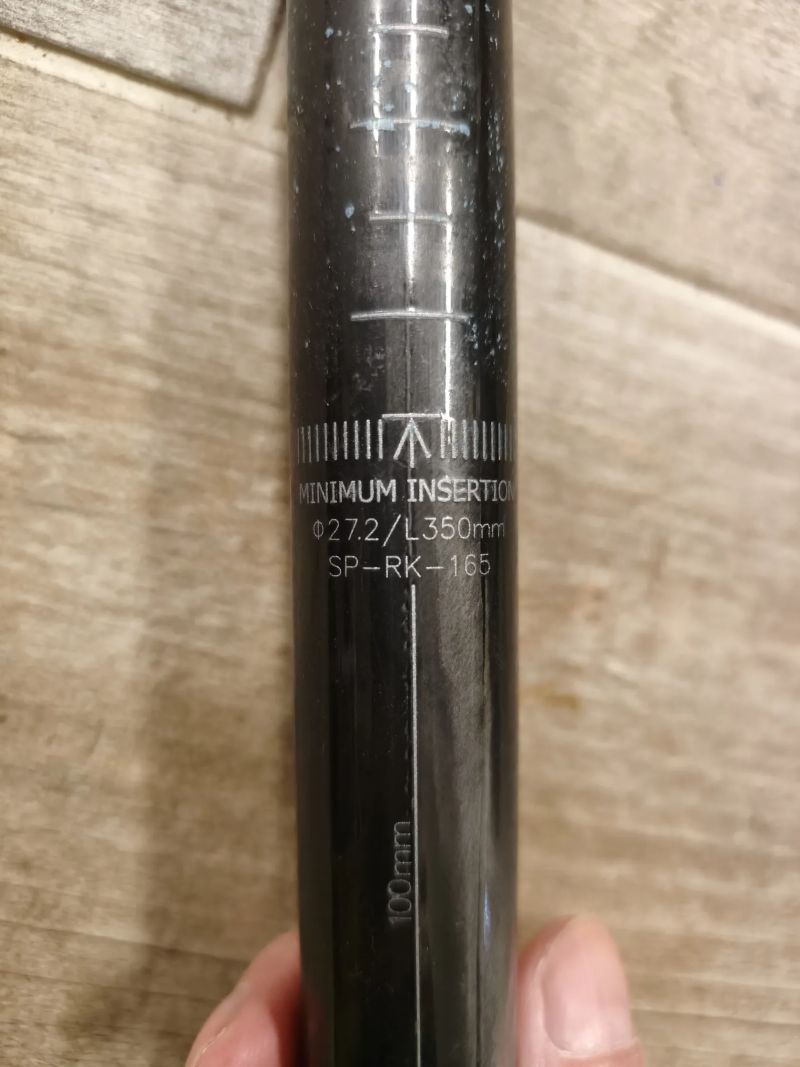 MINIMUM INSERTION
Φ27.2/L350mm
SP-RK-165
100mm